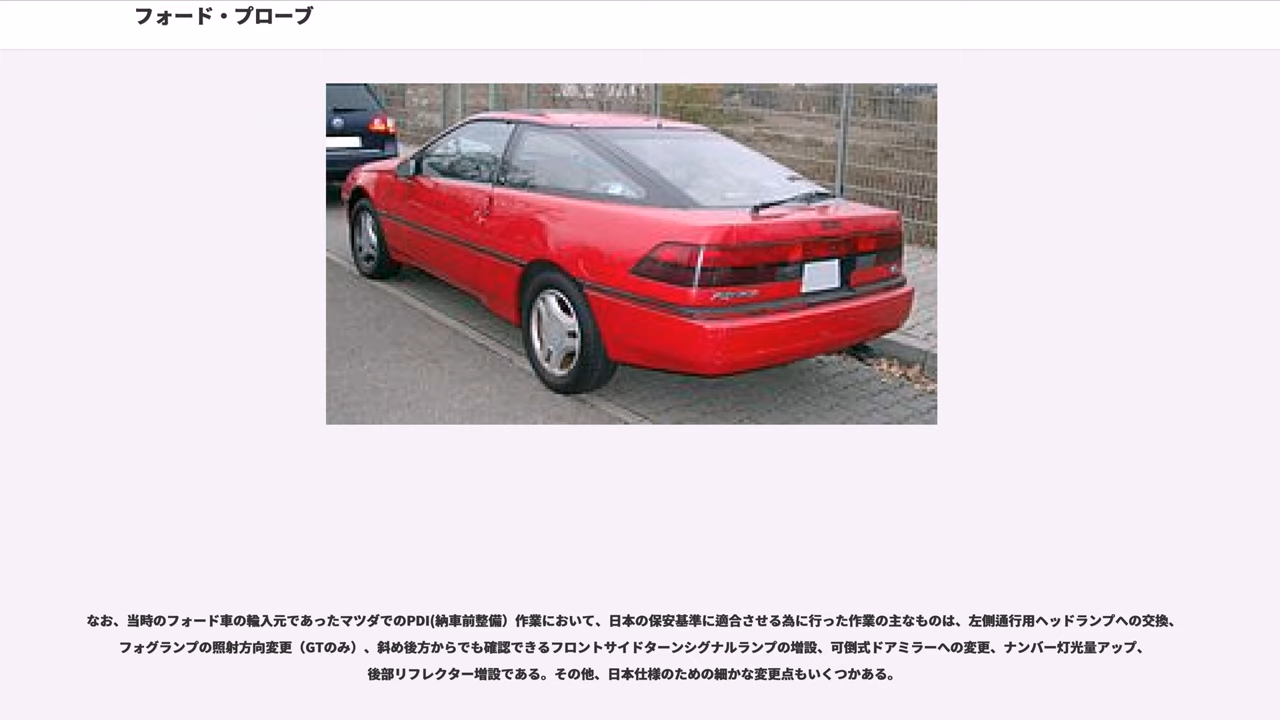 フォード・プローブ
なお、当時のフォード車の輸入元であったマツダでのPDI(納車前整備）作業において、日本の保安基準に適合させる為に行った作業の主なものは、左側通行用ヘッドランプへの交換、
フォグランプの照射方向変更（GTのみ）、斜め後方からでも確認できるフロントサイドターンシグナルランプの増設、可倒式ドアミラーへの変更、ナンバー灯光量アップ、
後部リフレクター増設である。その他、日本仕様のための細かな変更点もいくつかある。